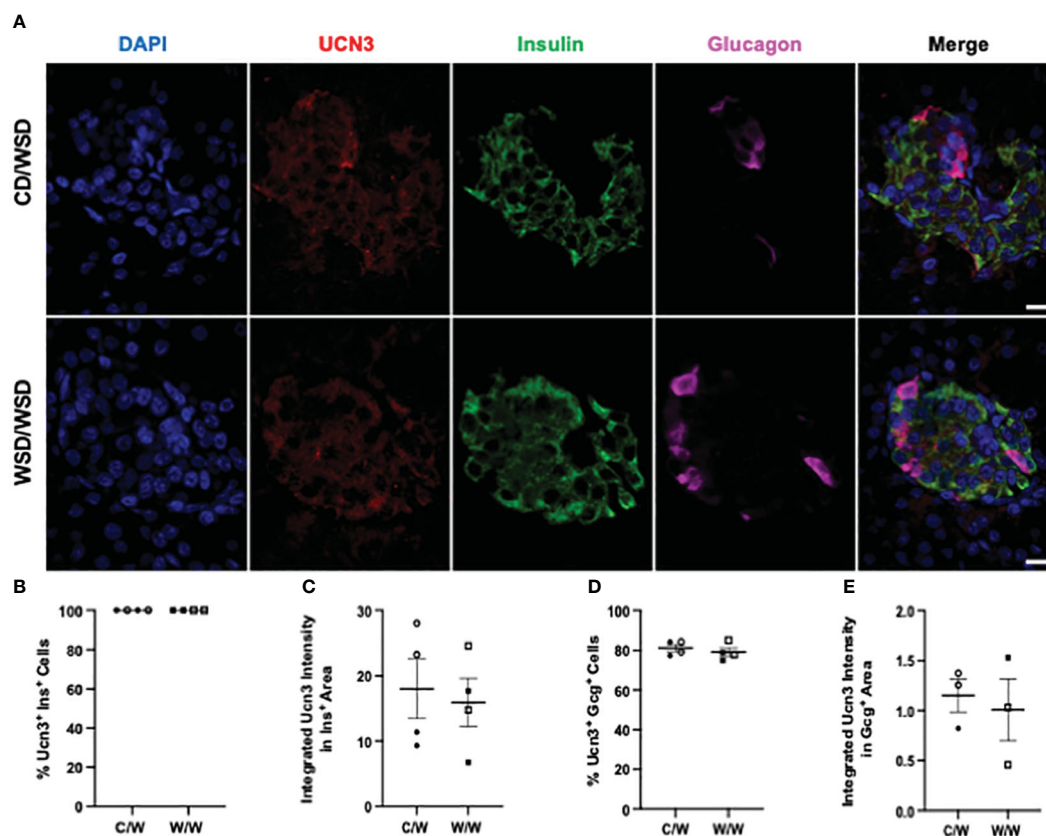 A
DAPI UCN3 Insulin Glucagon Merge
CD/WSD
WSD/WSD
B
% Ucn3+ Ins+ Cells
100
80
60
40
20
0
C/W W/W
C
Integrated Ucn3 Intensity
in Ins+ Area
30
20
10
0
C/W W/W
D
% Ucn3+ Gcg+ Cells
100
80
60
40
20
0
C/W W/W
E
Integrated Ucn3 Intensity
in Gcg+ Area
2.0
1.5
1.0
0.5
0.0
C/W W/W